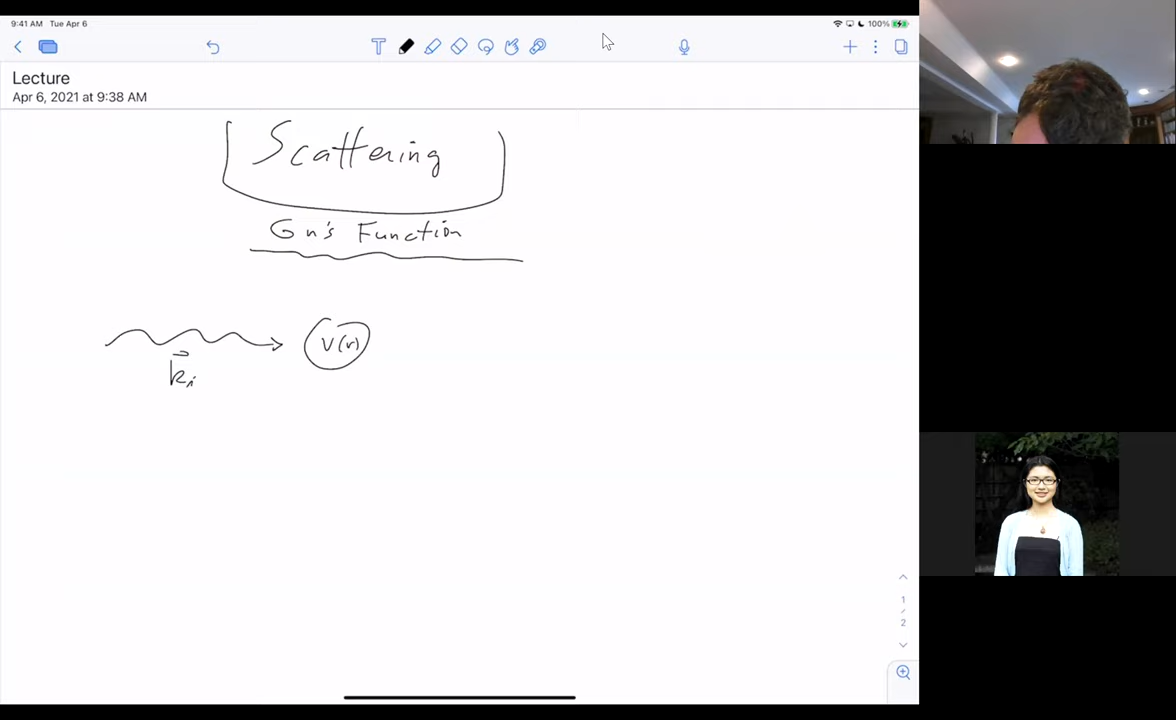 9:41 AM Tue Apr 6
100%
Lecture
Apr 6, 2021 at 9:38 AM
Scattering
Gn's Function
V(r)
k⃗i
1
/
2